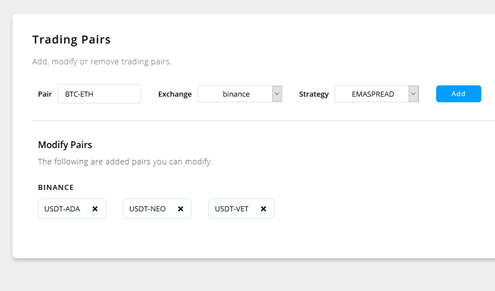 Trading Pairs
Add, modify or remove trading pairs.
Pair BTC-ETH Exchange binance Strategy EMASPREAD Add
Modify Pairs
The following are added pairs you can modify.
BINANCE
USDT-ADA × USDT-NEO × USDT-VET ×